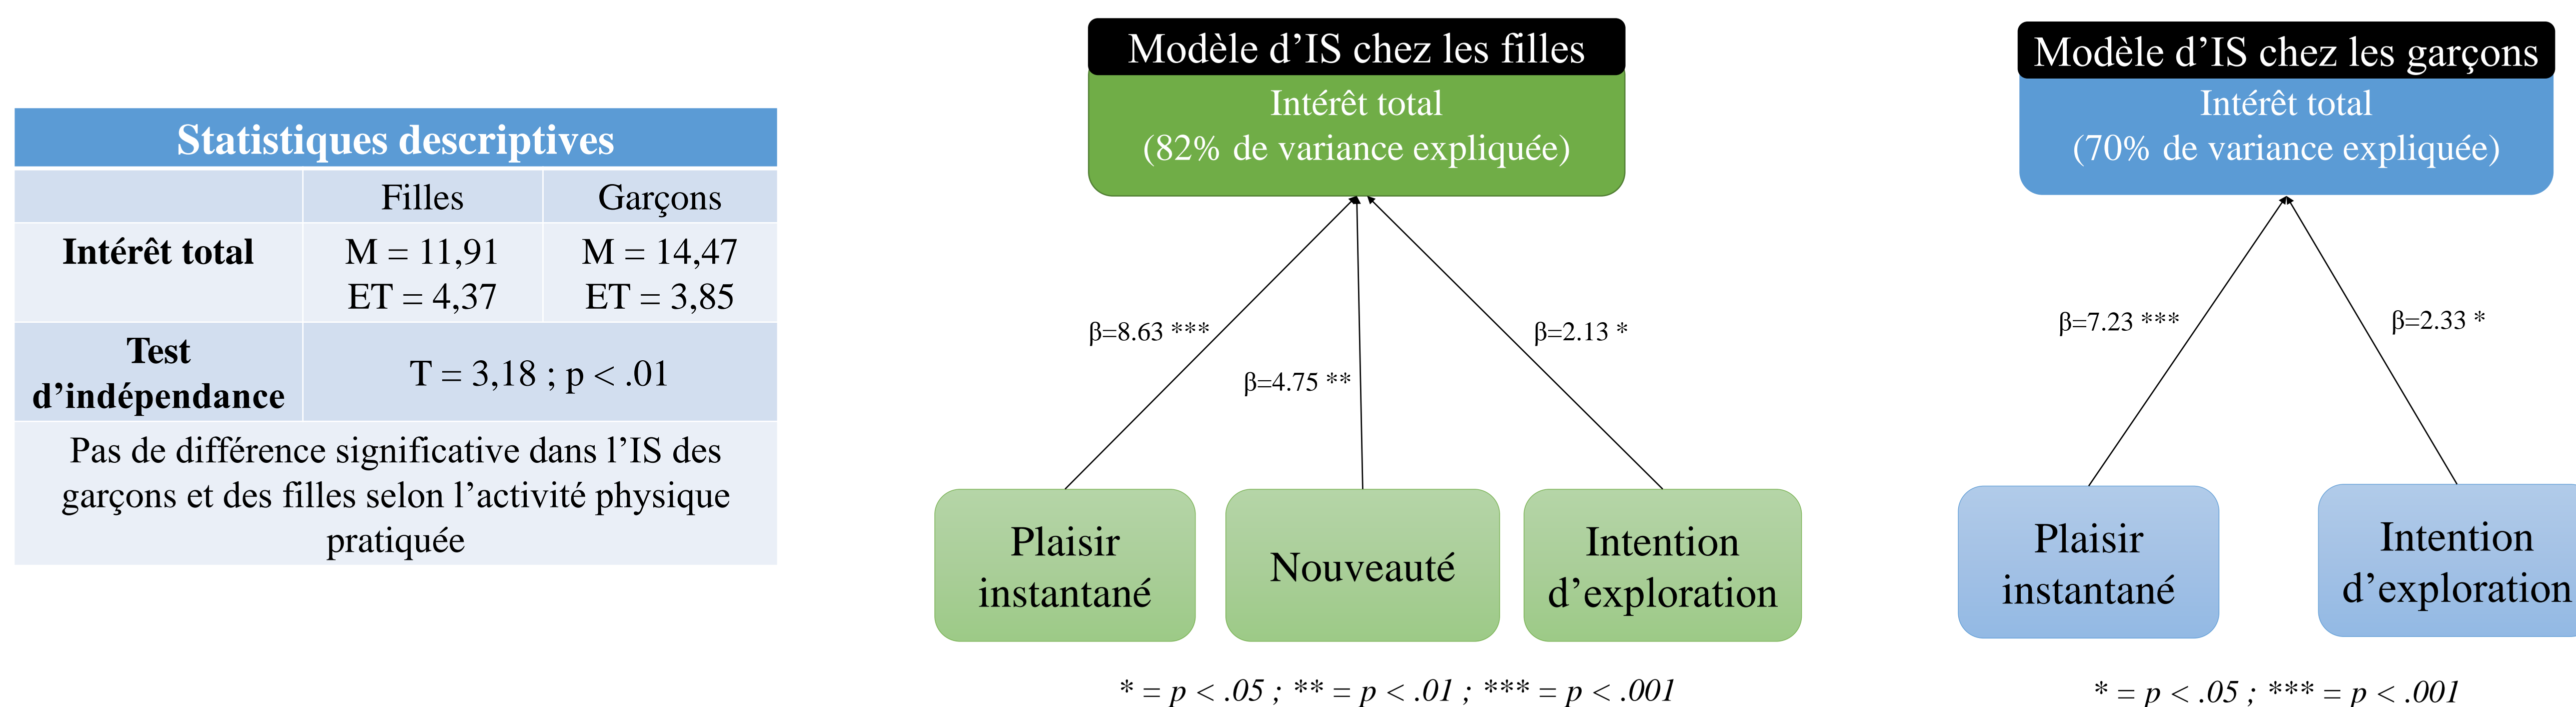 Statistiques descriptives
Filles
Garçons
Intérêt total
M = 11,91
ET = 4,37
M = 14,47
ET = 3,85
Test
d’indépendance
T = 3,18 ; p < .01
Pas de différence significative dans l’IS des
garçons et des filles selon l’activité physique
pratiquée
Modèle d’IS chez les filles
Intérêt total
(82% de variance expliquée)
β=8.63 ***
β=4.75 **
β=2.13 *
Plaisir
instantané
Nouveauté
Intention
d’exploration
* = p < .05 ; ** = p < .01 ; *** = p < .001
Modèle d’IS chez les garçons
Intérêt total
(70% de variance expliquée)
β=7.23 ***
β=2.33 *
Plaisir
instantané
Intention
d’exploration
* = p < .05 ; *** = p < .001